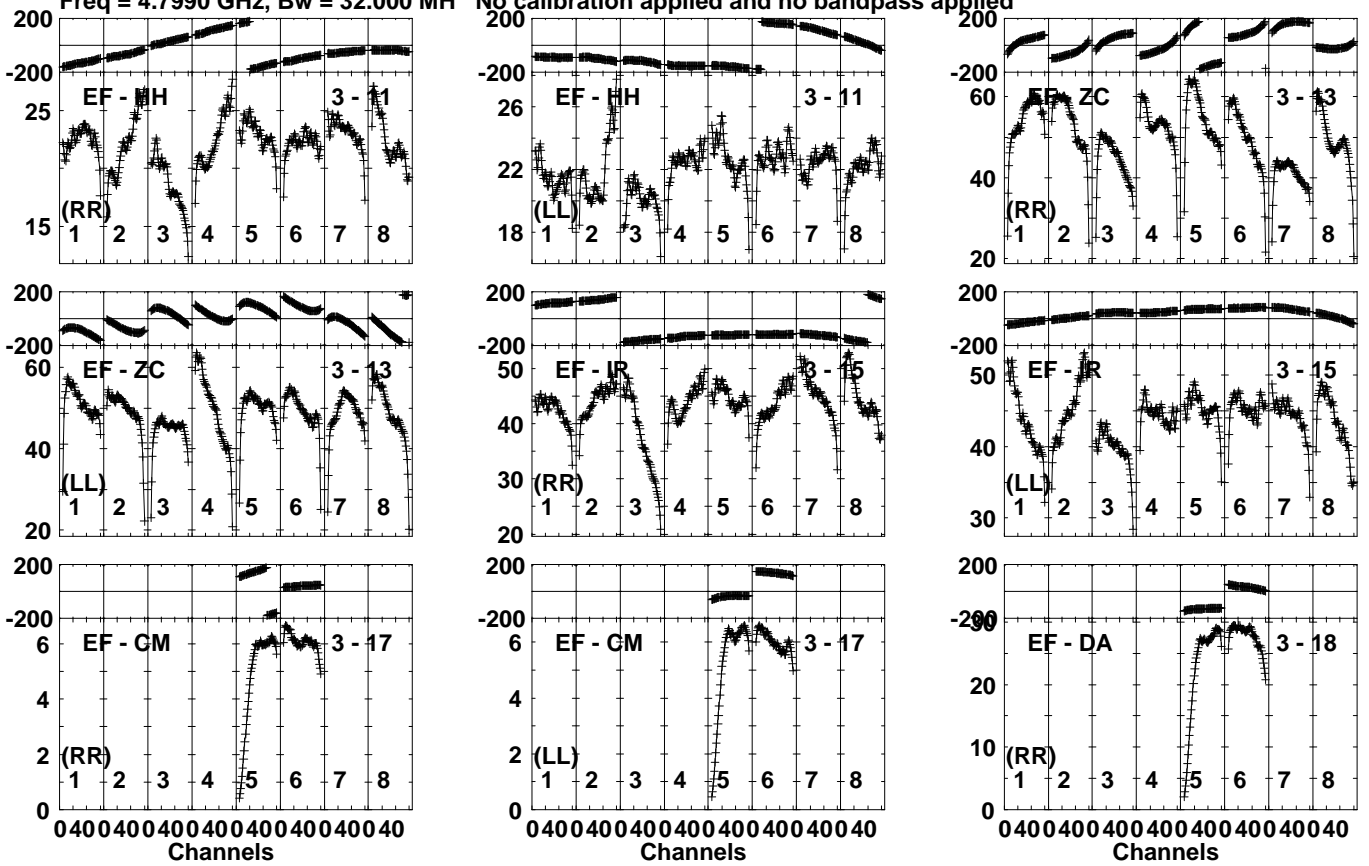 Freq = 4.7990 GHz, Bw = 32.000 MH No calibration applied and no bandpass applied
200 200 200
-200 -200 -200
EF - HH 3 - 11
25
15
(RR)
1 2 3 4 5 6 7 8
EF - HH 3 - 11
26
24
22
18
(LL)
1 2 3 4 5 6 7 8
EF - ZC 3 - 13
60
40
20
(RR)
1 2 3 4 5 6 7 8
200 200 200
-200 -200 -200
EF - ZC 3 - 13
60
40
20
(LL)
1 2 3 4 5 6 7 8
EF - IR 3 - 15
50
40
30
20
(RR)
1 2 3 4 5 6 7 8
EF - IR 3 - 15
50
40
30
(LL)
1 2 3 4 5 6 7 8
200 200 200
-200 -200 -200
EF - CM 3 - 17
6
4
2
0
(RR)
1 2 3 4 5 6 7 8
EF - CM 3 - 17
6
4
2
0
(LL)
1 2 3 4 5 6 7 8
EF - DA 3 - 18
30
20
10
0
(RR)
1 2 3 4 5 6 7 8
0 40 0 40 0 40 0 40 0 40 0 40 0 40 0 40
0 40 0 40 0 40 0 40 0 40 0 40 0 40 0 40
0 40 0 40 0 40 0 40 0 40 0 40 0 40 0 40
Channels Channels Channels